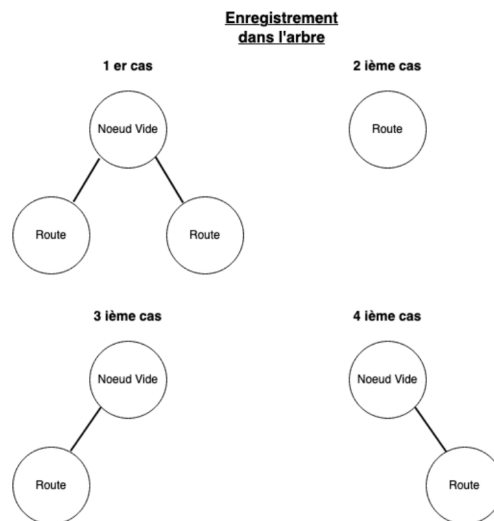 Enregistrement
dans l'arbre
1 er cas
2 ième cas
Noeud Vide
Route
Route
Route
3 ième cas
4 ième cas
Noeud Vide
Noeud Vide
Route
Route